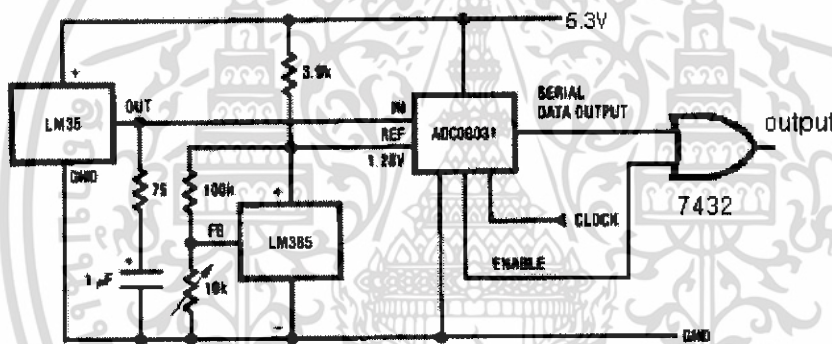 6.3V
3.9k
+
LM35
OUT
GND
IN
REF
1.28V
ADC08031
SERIAL
DATA OUTPUT
output
7432
75
100k
+
LM385
FB
CLOCK
ENABLE
+
1 µF
10k
-
GND